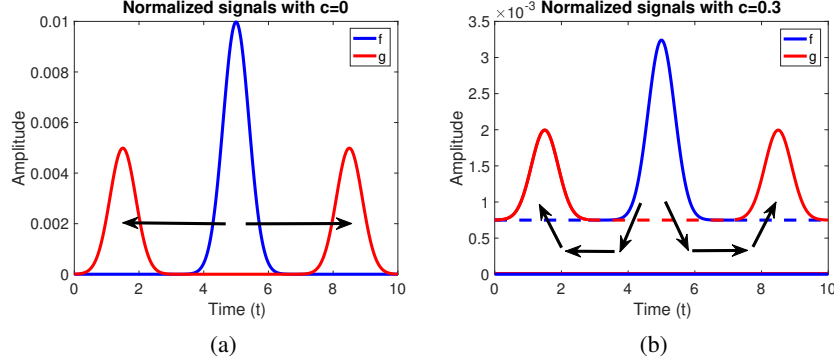 Normalized signals with c=0
0.01
0.008
0.006
0.004
0.002
0
Amplitude
f
g
0 2 4 6 8 10
Time (t)
(a)
×10⁻³ Normalized signals with c=0.3
3.5
3
2.5
2
1.5
1
0.5
0
Amplitude
f
g
0 2 4 6 8 10
Time (t)
(b)